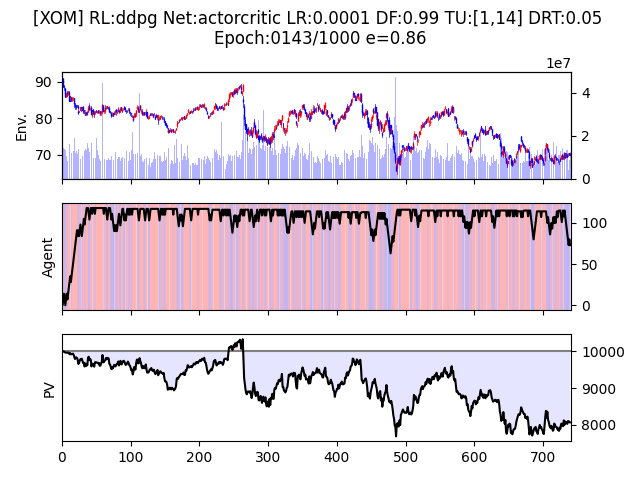 [XOM] RL:ddpg Net:actorcritic LR:0.0001 DF:0.99 TU:[1,14] DRT:0.05
Epoch:0143/1000 e=0.86
1e7
90
80
70
Env.
4
2
0
Agent
100
50
0
PV
10000
9000
8000
0 100 200 300 400 500 600 700